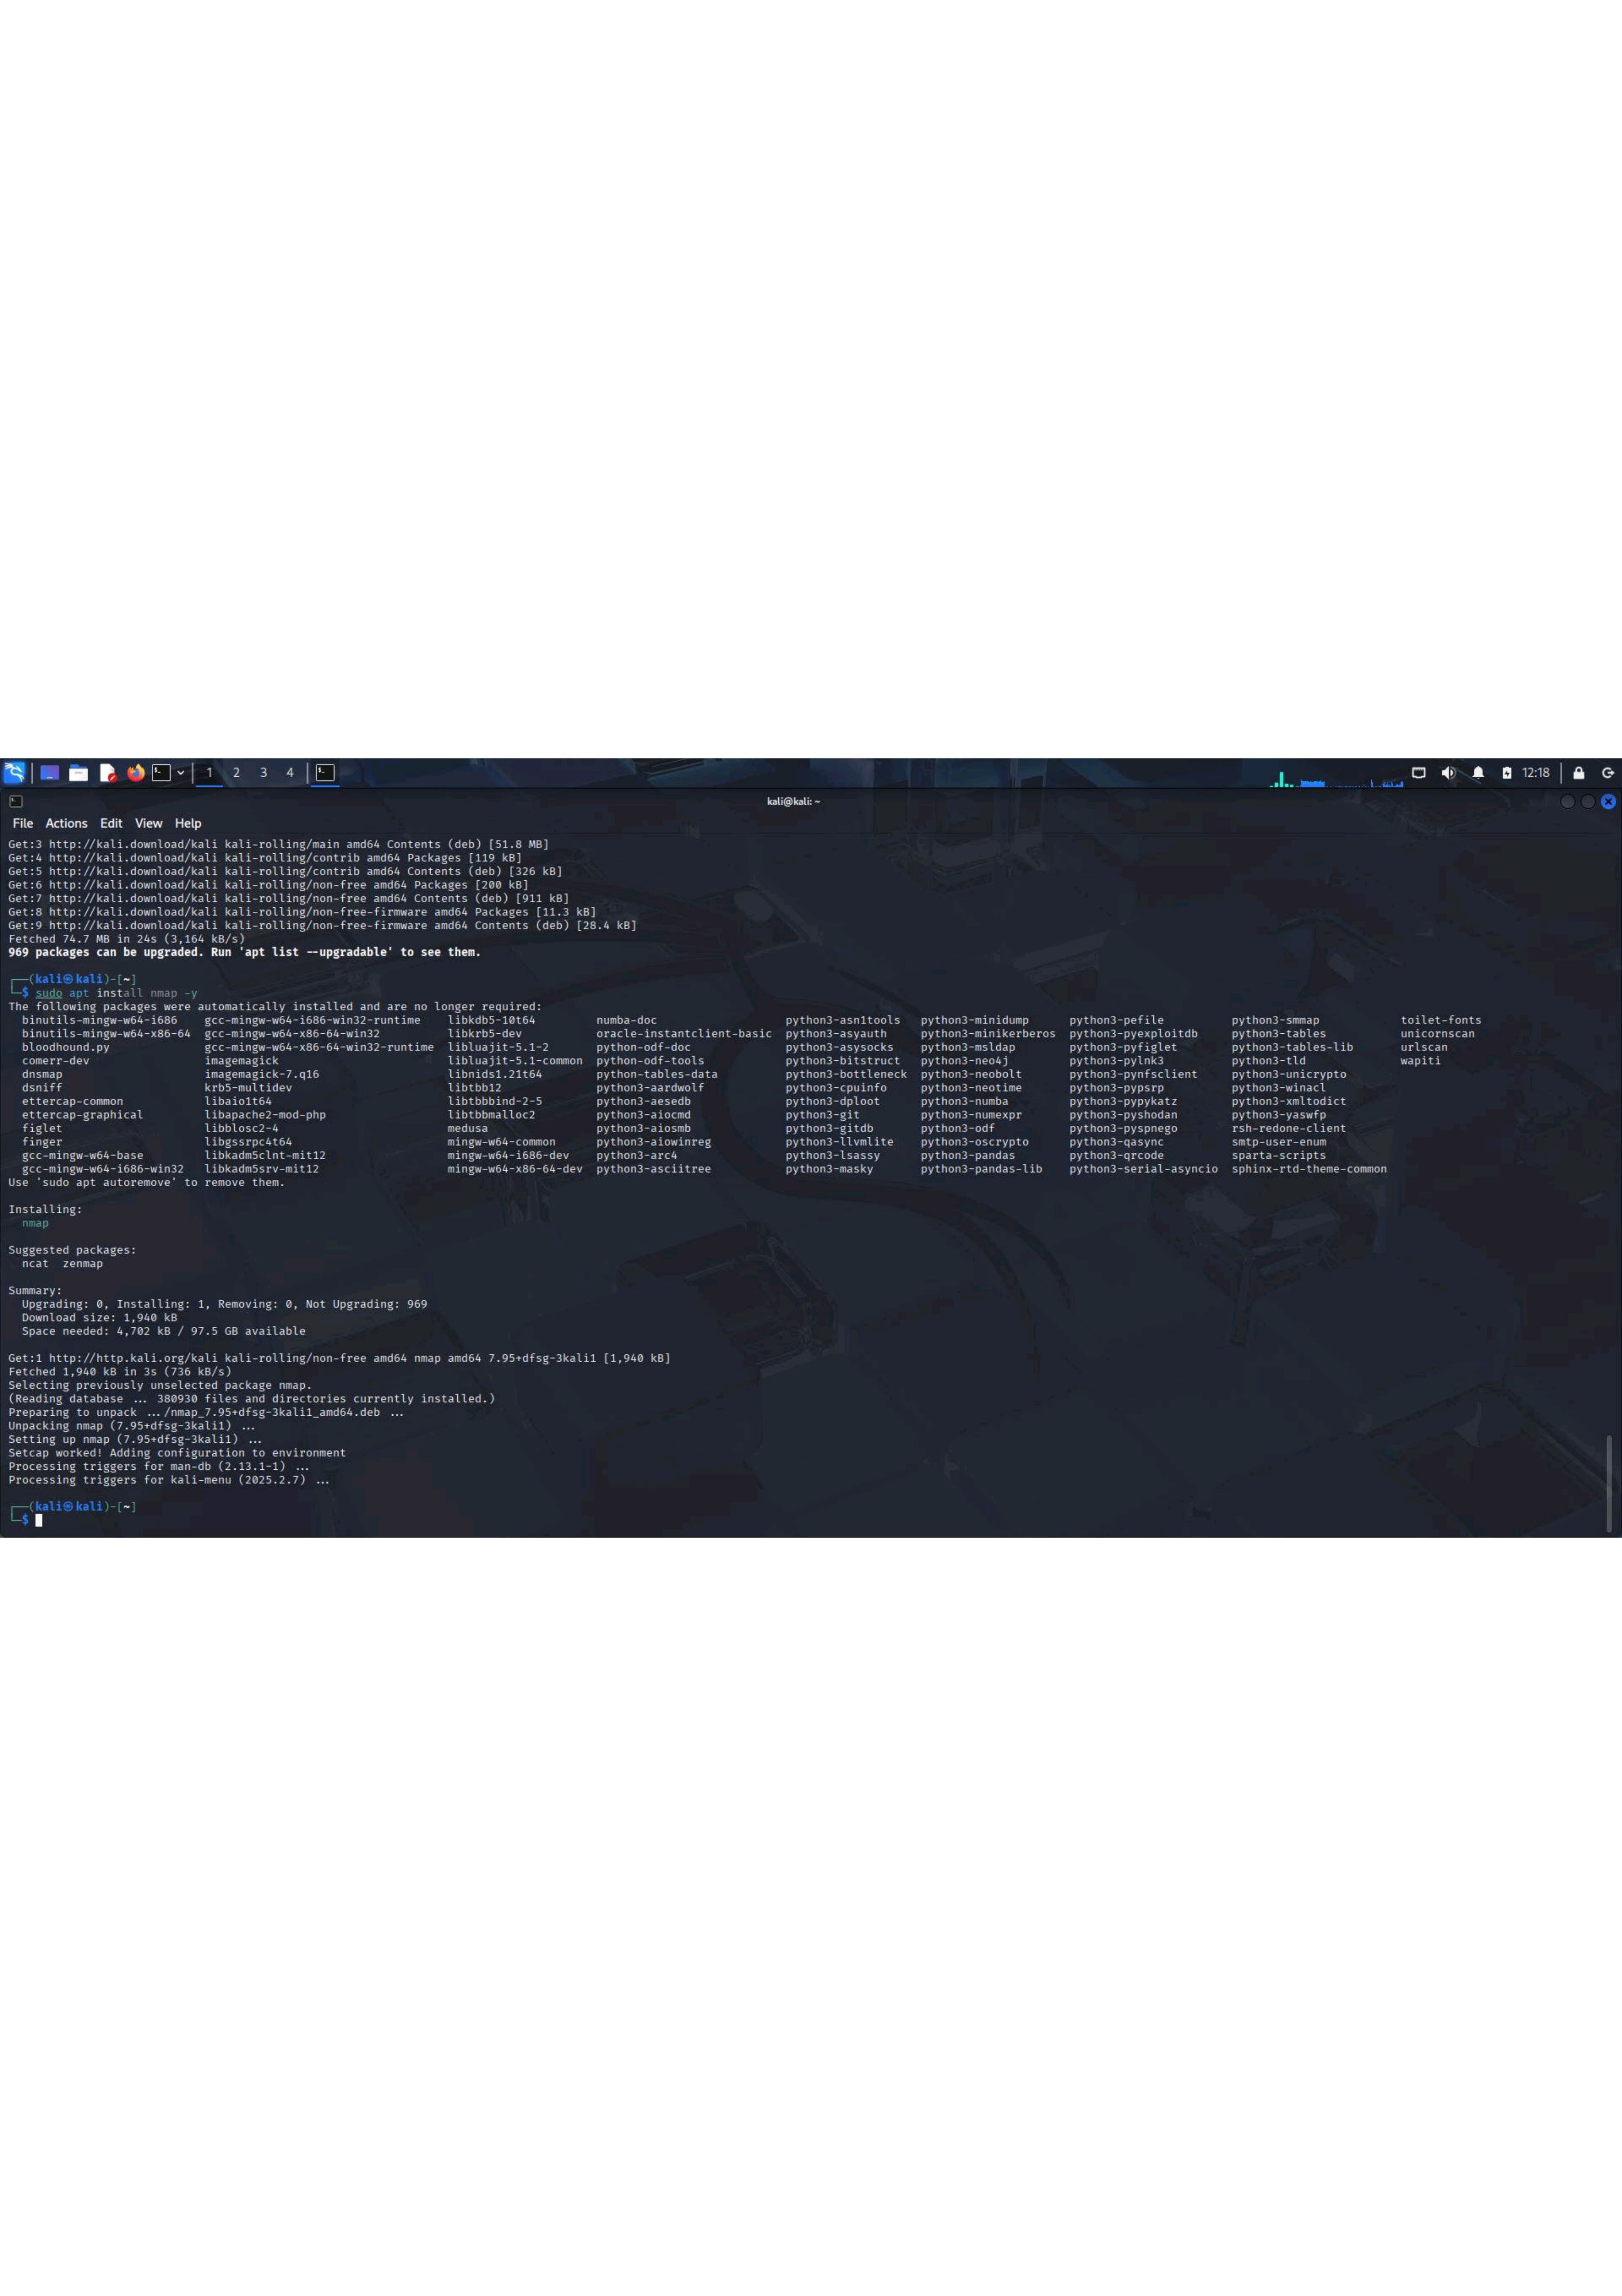 1 2 3 4 12:18
kali@kali: ~
File Actions Edit View Help
Get:3 http://kali.download/kali kali-rolling/main amd64 Contents (deb) [51.8 MB]
Get:4 http://kali.download/kali kali-rolling/contrib amd64 Packages [119 kB]
Get:5 http://kali.download/kali kali-rolling/contrib amd64 Contents (deb) [326 kB]
Get:6 http://kali.download/kali kali-rolling/non-free amd64 Packages [200 kB]
Get:7 http://kali.download/kali kali-rolling/non-free amd64 Contents (deb) [911 kB]
Get:8 http://kali.download/kali kali-rolling/non-free-firmware amd64 Packages [11.3 kB]
Get:9 http://kali.download/kali kali-rolling/non-free-firmware amd64 Contents (deb) [28.4 kB]
Fetched 74.7 MB in 24s (3,164 kB/s)
969 packages can be upgraded. Run 'apt list --upgradable' to see them.
┌──(kali㉿kali)-[~]
└─$ sudo apt install nmap -y
The following packages were automatically installed and are no longer required:
binutils-mingw-w64-i686 gcc-mingw-w64-i686-win32-runtime libkdb5-10t64 numba-doc python3-asn1tools python3-minidump python3-pefile python3-smmap toilet-fonts
binutils-mingw-w64-x86-64 gcc-mingw-w64-x86-64-win32 libkrb5-dev oracle-instantclient-basic python3-asyauth python3-minikerberos python3-pyexploitdb python3-tables unicornscan
bloodhound.py gcc-mingw-w64-x86-64-win32-runtime libluajit-5.1-2 python-odf-doc python3-asysocks python3-msldap python3-pyfiglet python3-tables-lib urlscan
comerr-dev imagemagick libluajit-5.1-common python-odf-tools python3-bitstruct python3-neo4j python3-pylnk3 python3-tld wapiti
dnsmap imagemagick-7.q16 libnids1.21t64 python-tables-data python3-bottleneck python3-neobolt python3-pynfsclient python3-unicrypto
dsniff krb5-multidev libtbb12 python3-aardwolf python3-cpuinfo python3-neotime python3-pypsrp python3-winacl
ettercap-common libaio1t64 libtbbbind-2-5 python3-aesedb python3-dploot python3-numba python3-pypykatz python3-xmltodict
ettercap-graphical libapache2-mod-php libtbbmalloc2 python3-aiocmd python3-git python3-numexpr python3-pyshodan python3-yaswfp
figlet libblosc2-4 medusa python3-aiosmb python3-gitdb python3-odf python3-pyspnego rsh-redone-client
finger libgssrpc4t64 mingw-w64-common python3-aiowinreg python3-llvmlite python3-oscrypto python3-qasync smtp-user-enum
gcc-mingw-w64-base libkadm5clnt-mit12 mingw-w64-i686-dev python3-arc4 python3-lsassy python3-pandas python3-qrcode sparta-scripts
gcc-mingw-w64-i686-win32 libkadm5srv-mit12 mingw-w64-x86-64-dev python3-asciitree python3-masky python3-pandas-lib python3-serial-asyncio sphinx-rtd-theme-common
Use 'sudo apt autoremove' to remove them.
Installing:
nmap
Suggested packages:
ncat zenmap
Summary:
Upgrading: 0, Installing: 1, Removing: 0, Not Upgrading: 969
Download size: 1,940 kB
Space needed: 4,702 kB / 97.5 GB available
Get:1 http://http.kali.org/kali kali-rolling/non-free amd64 nmap amd64 7.95+dfsg-3kali1 [1,940 kB]
Fetched 1,940 kB in 3s (736 kB/s)
Selecting previously unselected package nmap.
(Reading database ... 380930 files and directories currently installed.)
Preparing to unpack .../nmap_7.95+dfsg-3kali1_amd64.deb ...
Unpacking nmap (7.95+dfsg-3kali1) ...
Setting up nmap (7.95+dfsg-3kali1) ...
Setcap worked! Adding configuration to environment
Processing triggers for man-db (2.13.1-1) ...
Processing triggers for kali-menu (2025.2.7) ...
┌──(kali㉿kali)-[~]
└─$